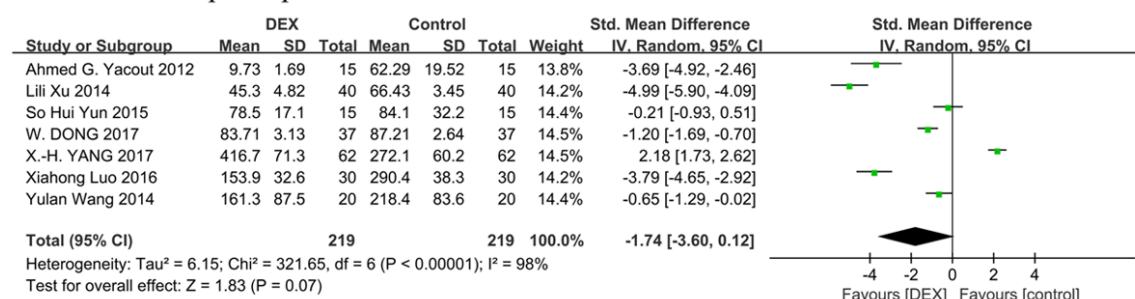 DEX Control Std. Mean Difference Std. Mean Difference
Study or Subgroup Mean SD Total Mean SD Total Weight IV, Random, 95% CI IV, Random, 95% CI
Ahmed G. Yacout 2012 9.73 1.69 15 62.29 19.52 15 13.8% -3.69 [-4.92, -2.46]
Lili Xu 2014 45.3 4.82 40 66.43 3.45 40 14.2% -4.99 [-5.90, -4.09]
So Hui Yun 2015 78.5 17.1 15 84.1 32.2 15 14.4% -0.21 [-0.93, 0.51]
W. DONG 2017 83.71 3.13 37 87.21 2.64 37 14.5% -1.20 [-1.69, -0.70]
X.-H. YANG 2017 416.7 71.3 62 272.1 60.2 62 14.5% 2.18 [1.73, 2.62]
Xiahong Luo 2016 153.9 32.6 30 290.4 38.3 30 14.2% -3.79 [-4.65, -2.92]
Yulan Wang 2014 161.3 87.5 20 218.4 83.6 20 14.4% -0.65 [-1.29, -0.02]
Total (95% CI) 219 219 100.0% -1.74 [-3.60, 0.12]
Heterogeneity: Tau² = 6.15; Chi² = 321.65, df = 6 (P < 0.00001); I² = 98%
Test for overall effect: Z = 1.83 (P = 0.07)
-4 -2 0 2 4
Favours [DEX] Favours [control]